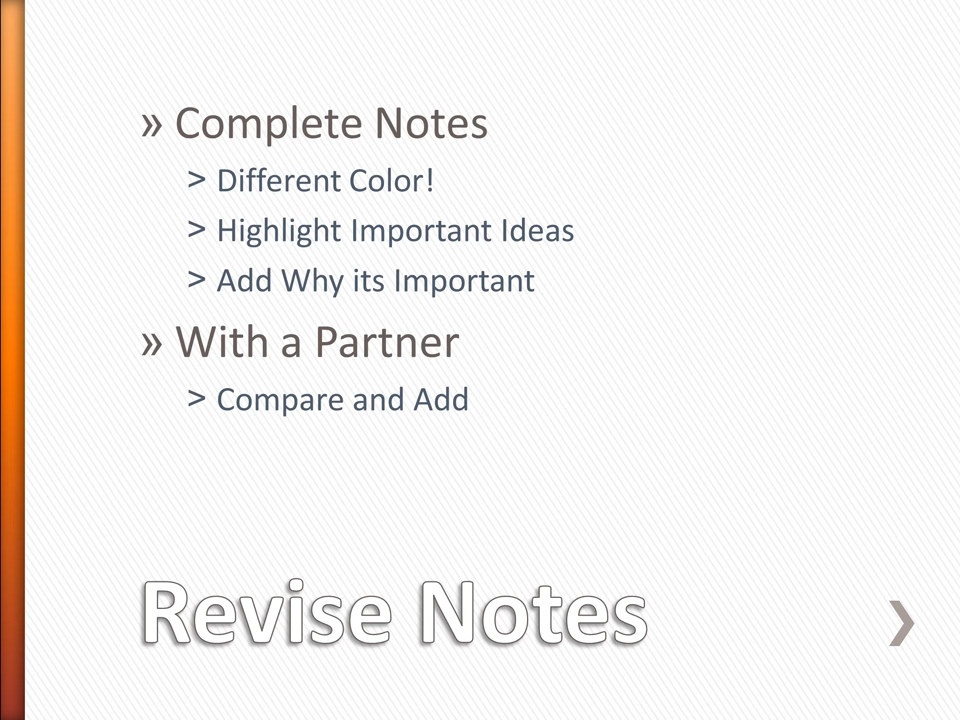 » Complete Notes
> Different Color!
> Highlight Important Ideas
> Add Why its Important
» With a Partner
> Compare and Add
Revise Notes